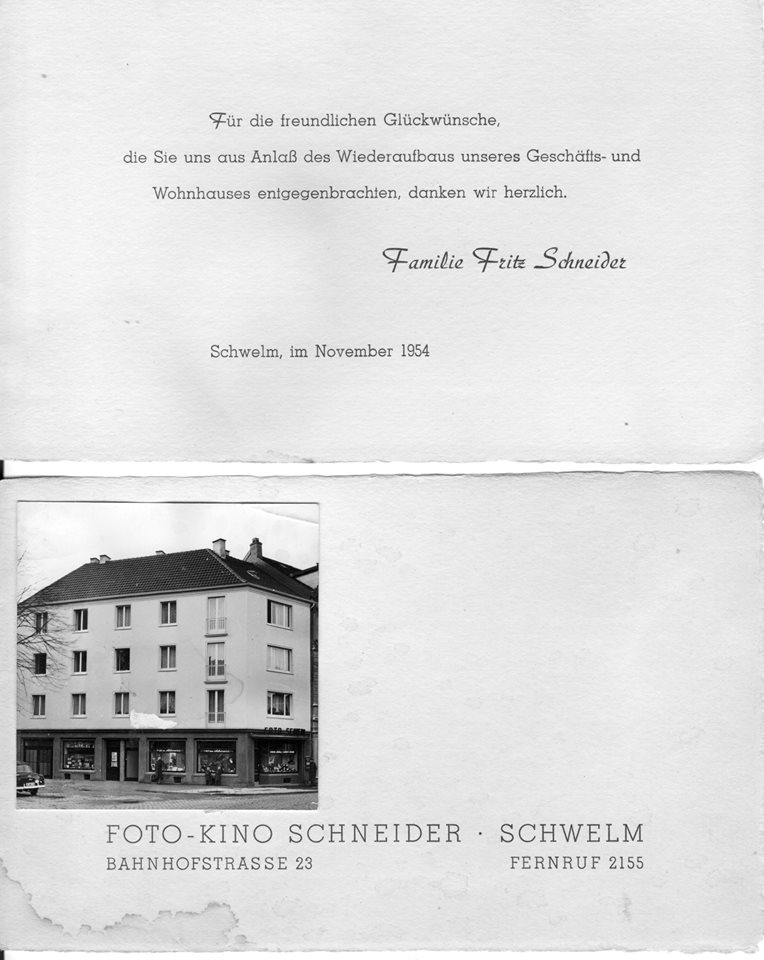 Für die freundlichen Glückwünsche,
die Sie uns aus Anlaß des Wiederaufbaus unseres Geschäfts- und
Wohnhauses entgegenbrachten, danken wir herzlich.
Familie Fritz Schneider
Schwelm, im November 1954
FOTO
FOTO-KINO SCHNEIDER · SCHWELM
BAHNHOFSTRASSE 23 FERNRUF 2155